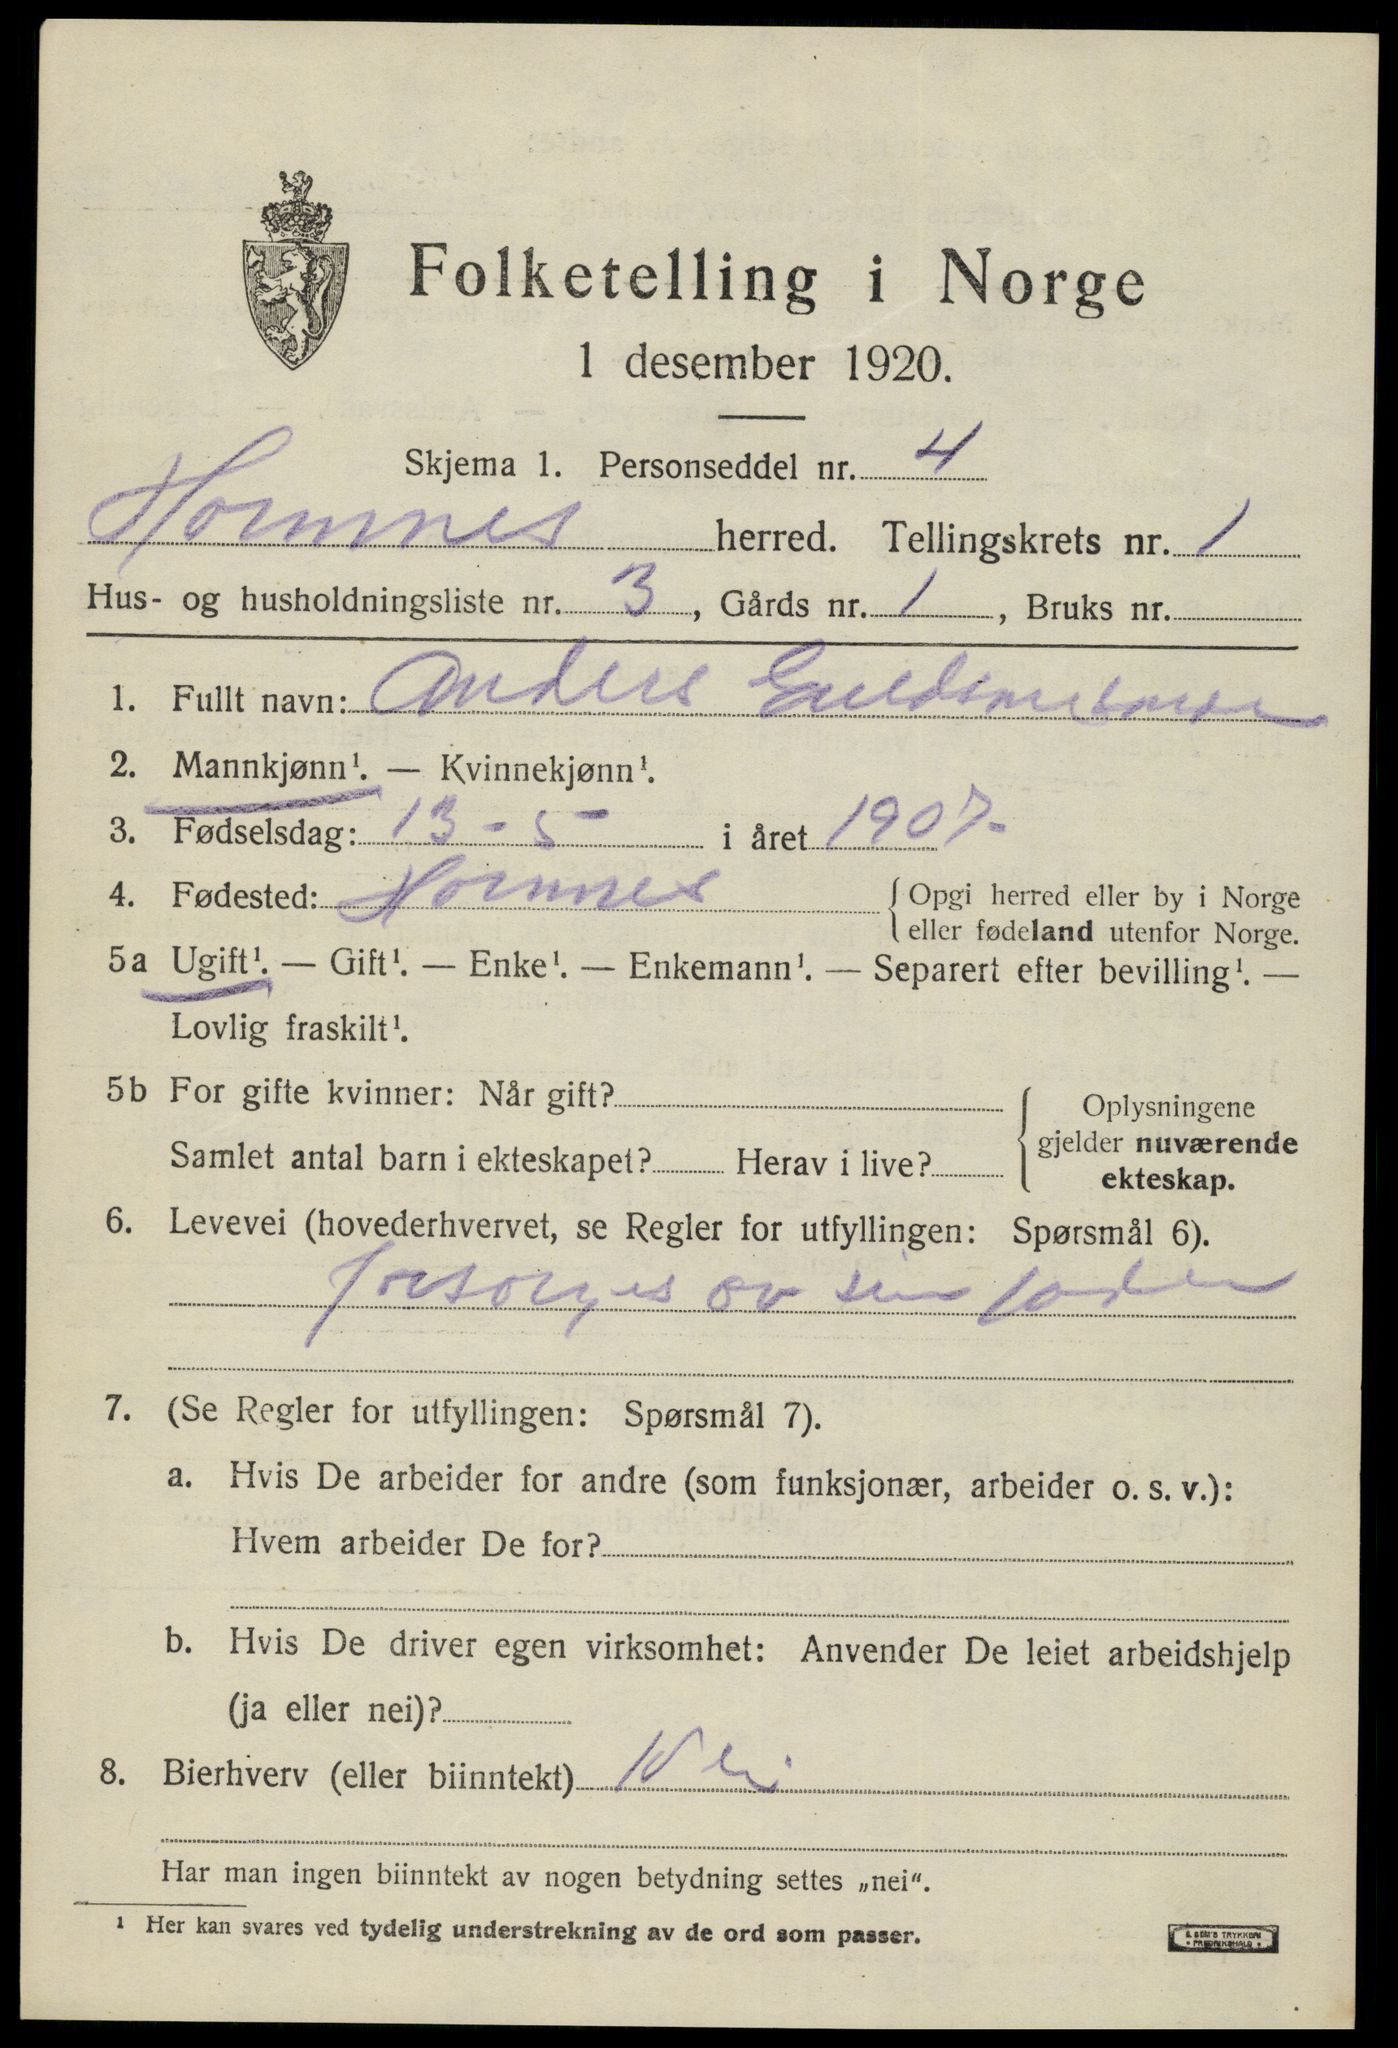 Folketelling i Norge
1 desember 1920.
Skjema 1. Personseddel nr. 4
Hornnes herred. Tellingskrets nr. 1
Hus- og husholdningsliste nr. 3, Gårds nr. 1, Bruks nr.
1. Fullt navn: Anders
2. Mannkjønn¹. — Kvinnekjønn¹.
3. Fødselsdag: 13-5 i året 1907-
4. Fødested: Hornnes { Opgi herred eller by i Norge
eller fødeland utenfor Norge.
5a Ugift¹. — Gift¹. — Enke¹. — Enkemann¹. — Separert efter bevilling¹. —
Lovlig fraskilt¹.
5b For gifte kvinner: Når gift? { Oplysningene
gjelder nuværende
Samlet antal barn i ekteskapet? Herav i live?
ekteskap.
6. Levevei (hovederhvervet, se Regler for utfyllingen: Spørsmål 6).
forsørges av sin fader
7. (Se Regler for utfyllingen: Spørsmål 7).
a. Hvis De arbeider for andre (som funksjonær, arbeider o. s. v.):
Hvem arbeider De for?
b. Hvis De driver egen virksomhet: Anvender De leiet arbeidshjelp
(ja eller nei)?
8. Bierhverv (eller biinntekt) Nei
Har man ingen biinntekt av nogen betydning settes „nei“.
¹ Her kan svares ved tydelig understrekning av de ord som passer.
TRYKKERI
FREDRIKSHALD